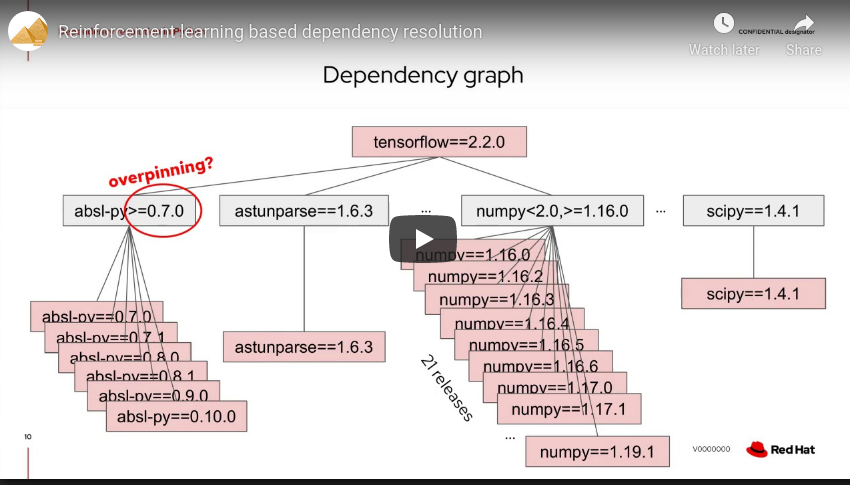 Reinforcement learning based dependency resolution
CONFIDENTIAL designator
Watch later
Share
Dependency graph
tensorflow==2.2.0
overpinning?
absl-py>=0.7.0
astunparse==1.6.3
...
numpy<2.0,>=1.16.0
...
scipy==1.4.1
numpy==1.16.0
numpy==1.16.2
numpy==1.16.3
numpy==1.16.4
numpy==1.16.5
numpy==1.16.6
numpy==1.17.0
numpy==1.17.1
scipy==1.4.1
absl-py==0.7.0
absl-py==0.7.1
absl-py==0.8.0
absl-py==0.8.1
absl-py==0.9.0
absl-py==0.10.0
astunparse==1.6.3
21 releases
...
numpy==1.19.1
10
V0000000
Red Hat